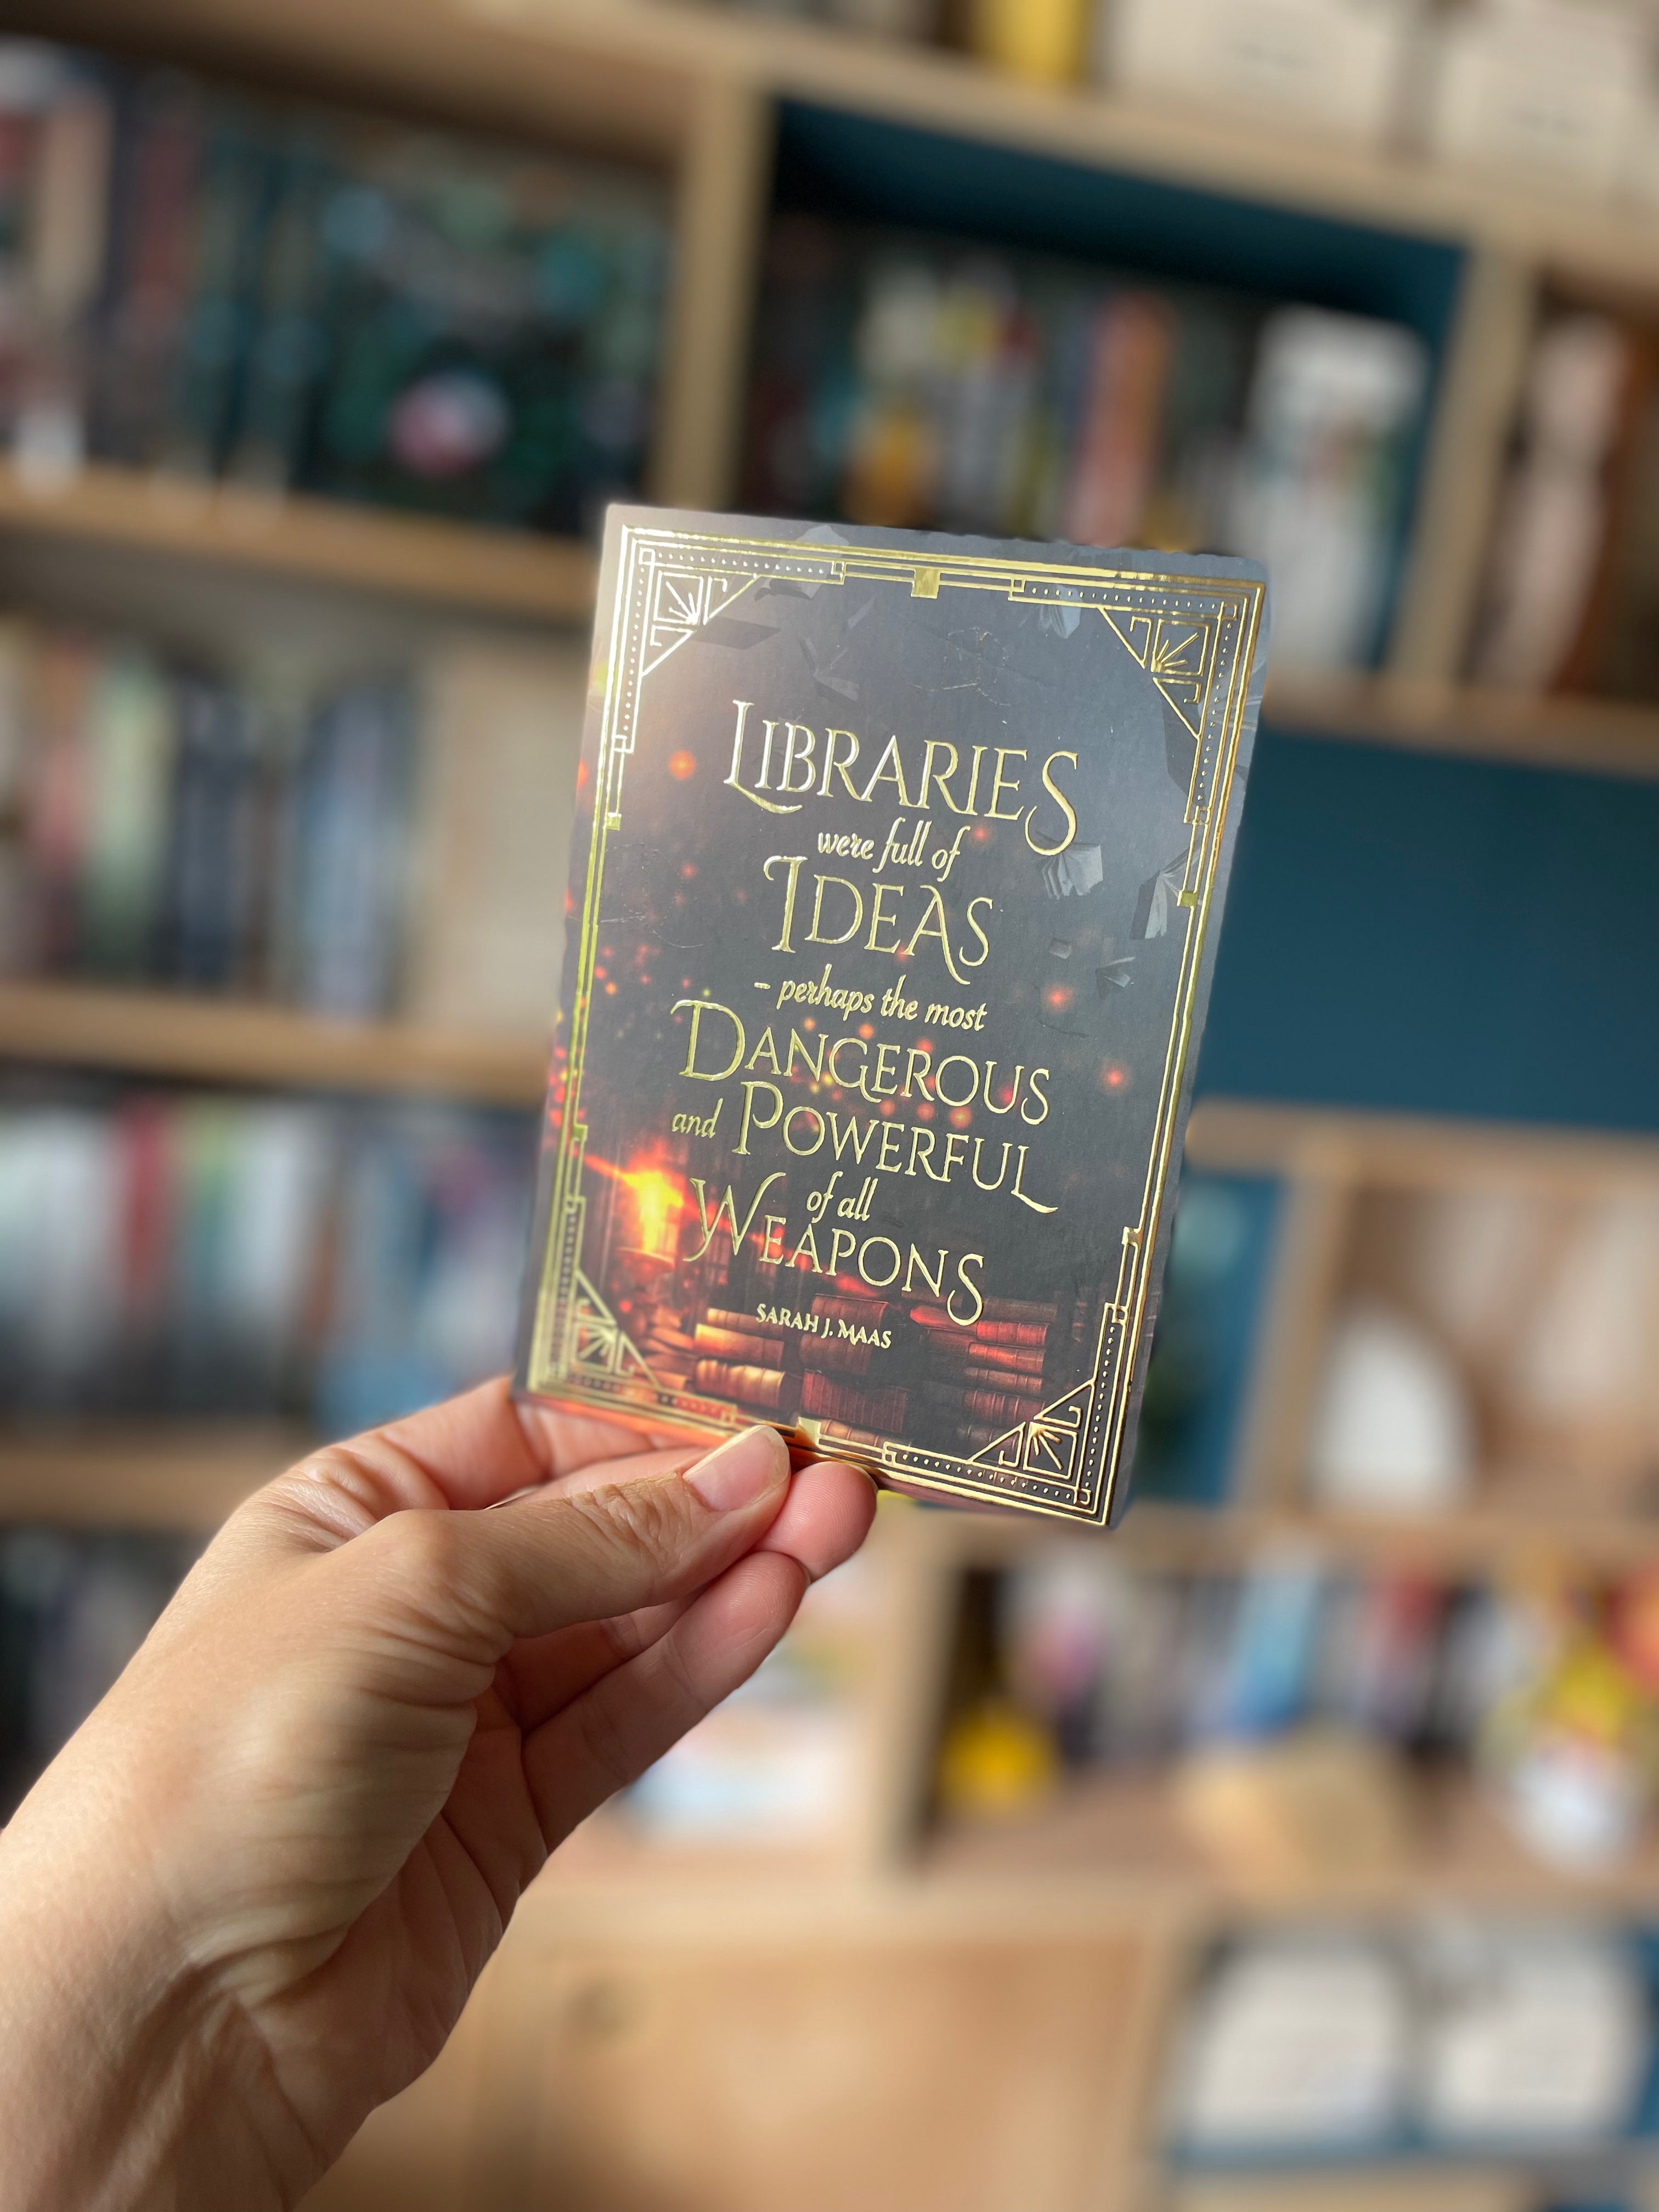 LIBRARIES
were full of
IDEAS
– perhaps the most
DANGEROUS
and POWERFUL
of all
WEAPONS
SARAH J. MAAS